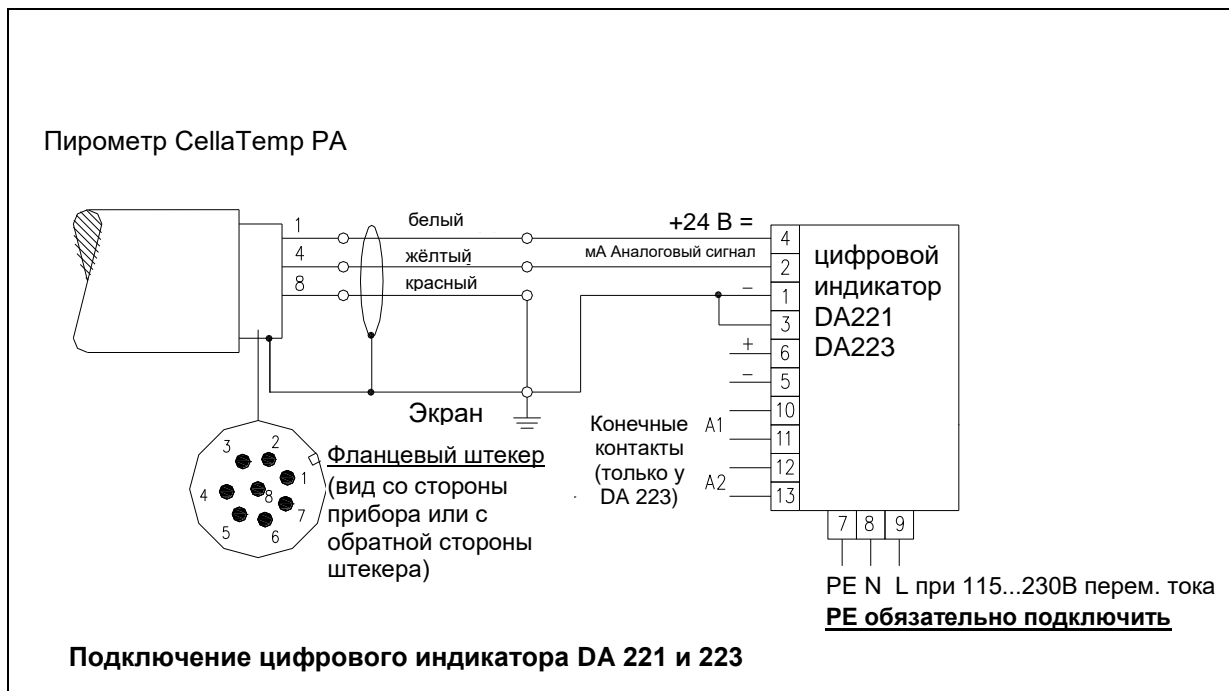 Пирометр CellaTemp PA
1
белый
+24 В =
4
4
жёлтый
мА Аналоговый сигнал
2
8
красный
−
1
3
+
6
−
5
10
A1
11
12
A2
13
цифровой
индикатор
DA221
DA223
Экран
Конечные
контакты
(только у
DA 223)
3
2
1
4
8
7
5
6
Фланцевый штекер
(вид со стороны
прибора или с
обратной стороны
штекера)
7 8 9
PE N L при 115...230В перем. тока
PE обязательно подключить
Подключение цифрового индикатора DA 221 и 223